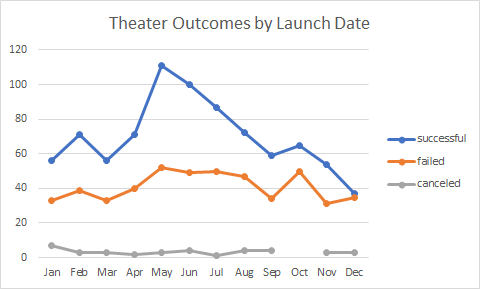 Theater Outcomes by Launch Date
120
100
80
60
40
20
0
Jan Feb Mar Apr May Jun Jul Aug Sep Oct Nov Dec
successful
failed
canceled